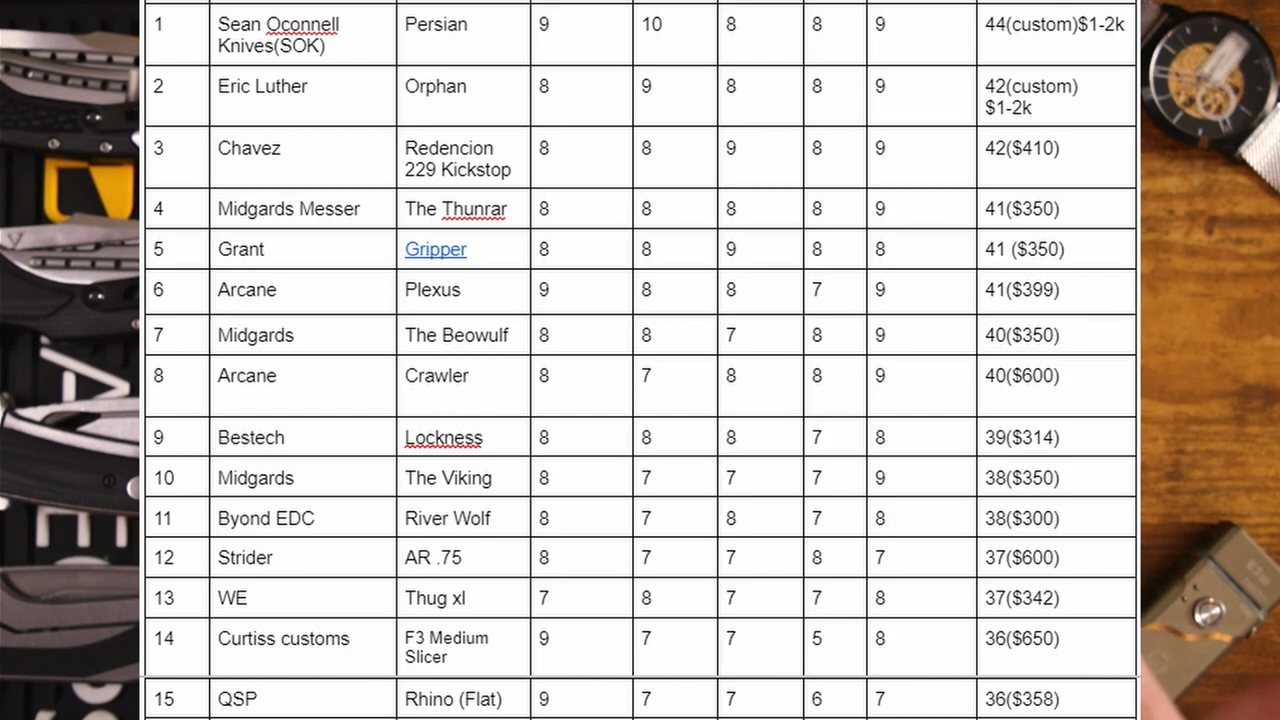 1 Sean Oconnell Knives(SOK) Persian 9 10 8 8 9 44(custom)$1-2k
2 Eric Luther Orphan 8 9 8 8 9 42(custom) $1-2k
3 Chavez Redencion 229 Kickstop 8 8 9 8 9 42($410)
4 Midgards Messer The Thunrar 8 8 8 8 9 41($350)
5 Grant Gripper 8 8 9 8 8 41 ($350)
6 Arcane Plexus 9 8 8 7 9 41($399)
7 Midgards The Beowulf 8 8 7 8 9 40($350)
8 Arcane Crawler 8 7 8 8 9 40($600)
9 Bestech Lockness 8 8 8 7 8 39($314)
10 Midgards The Viking 8 7 7 7 9 38($350)
11 Byond EDC River Wolf 8 7 8 7 8 38($300)
12 Strider AR .75 8 7 7 8 7 37($600)
13 WE Thug xl 7 8 7 7 8 37($342)
14 Curtiss customs F3 Medium Slicer 9 7 7 5 8 36($650)
15 QSP Rhino (Flat) 9 7 7 6 7 36($358)